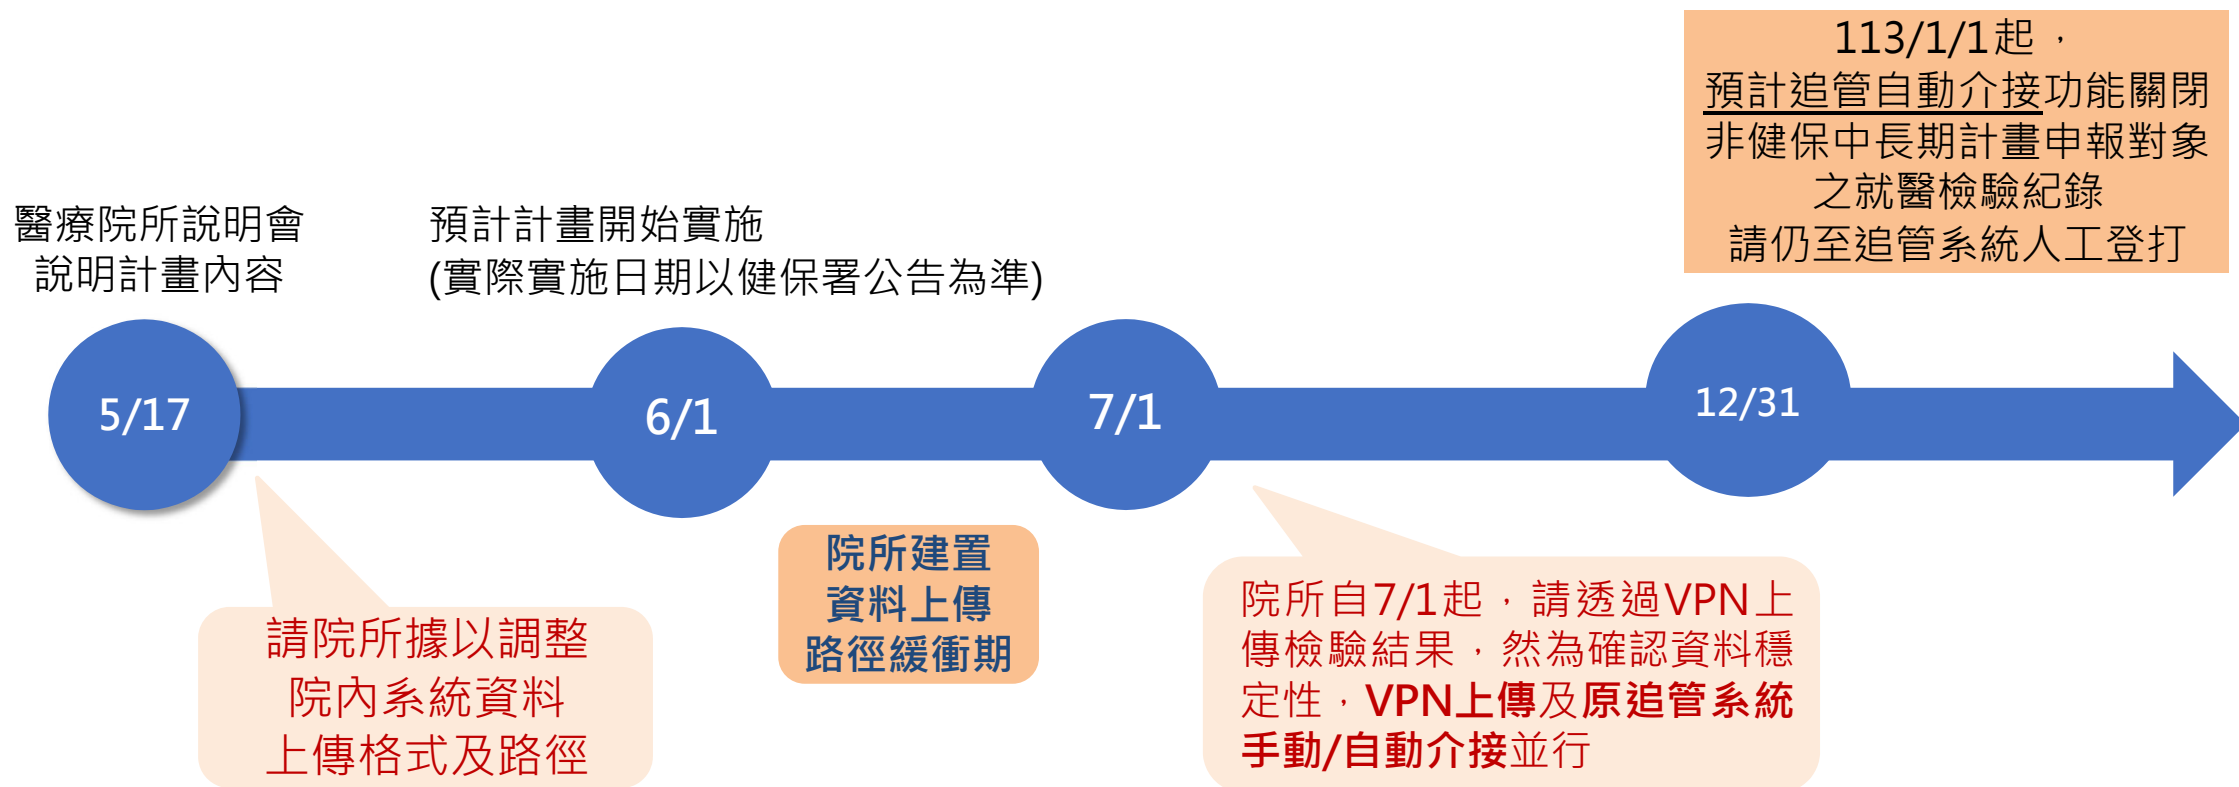 113/1/1起，
預計追管自動介接功能關閉
非健保中長期計畫申報對象
之就醫檢驗紀錄
請仍至追管系統人工登打
醫療院所說明會
說明計畫內容
預計計畫開始實施
(實際實施日期以健保署公告為準)
5/17
6/1
7/1
12/31
請院所據以調整
院內系統資料
上傳格式及路徑
院所建置
資料上傳
路徑緩衝期
院所自7/1起，請透過VPN上
傳檢驗結果，然為確認資料穩
定性，VPN上傳及原追管系統
手動/自動介接並行